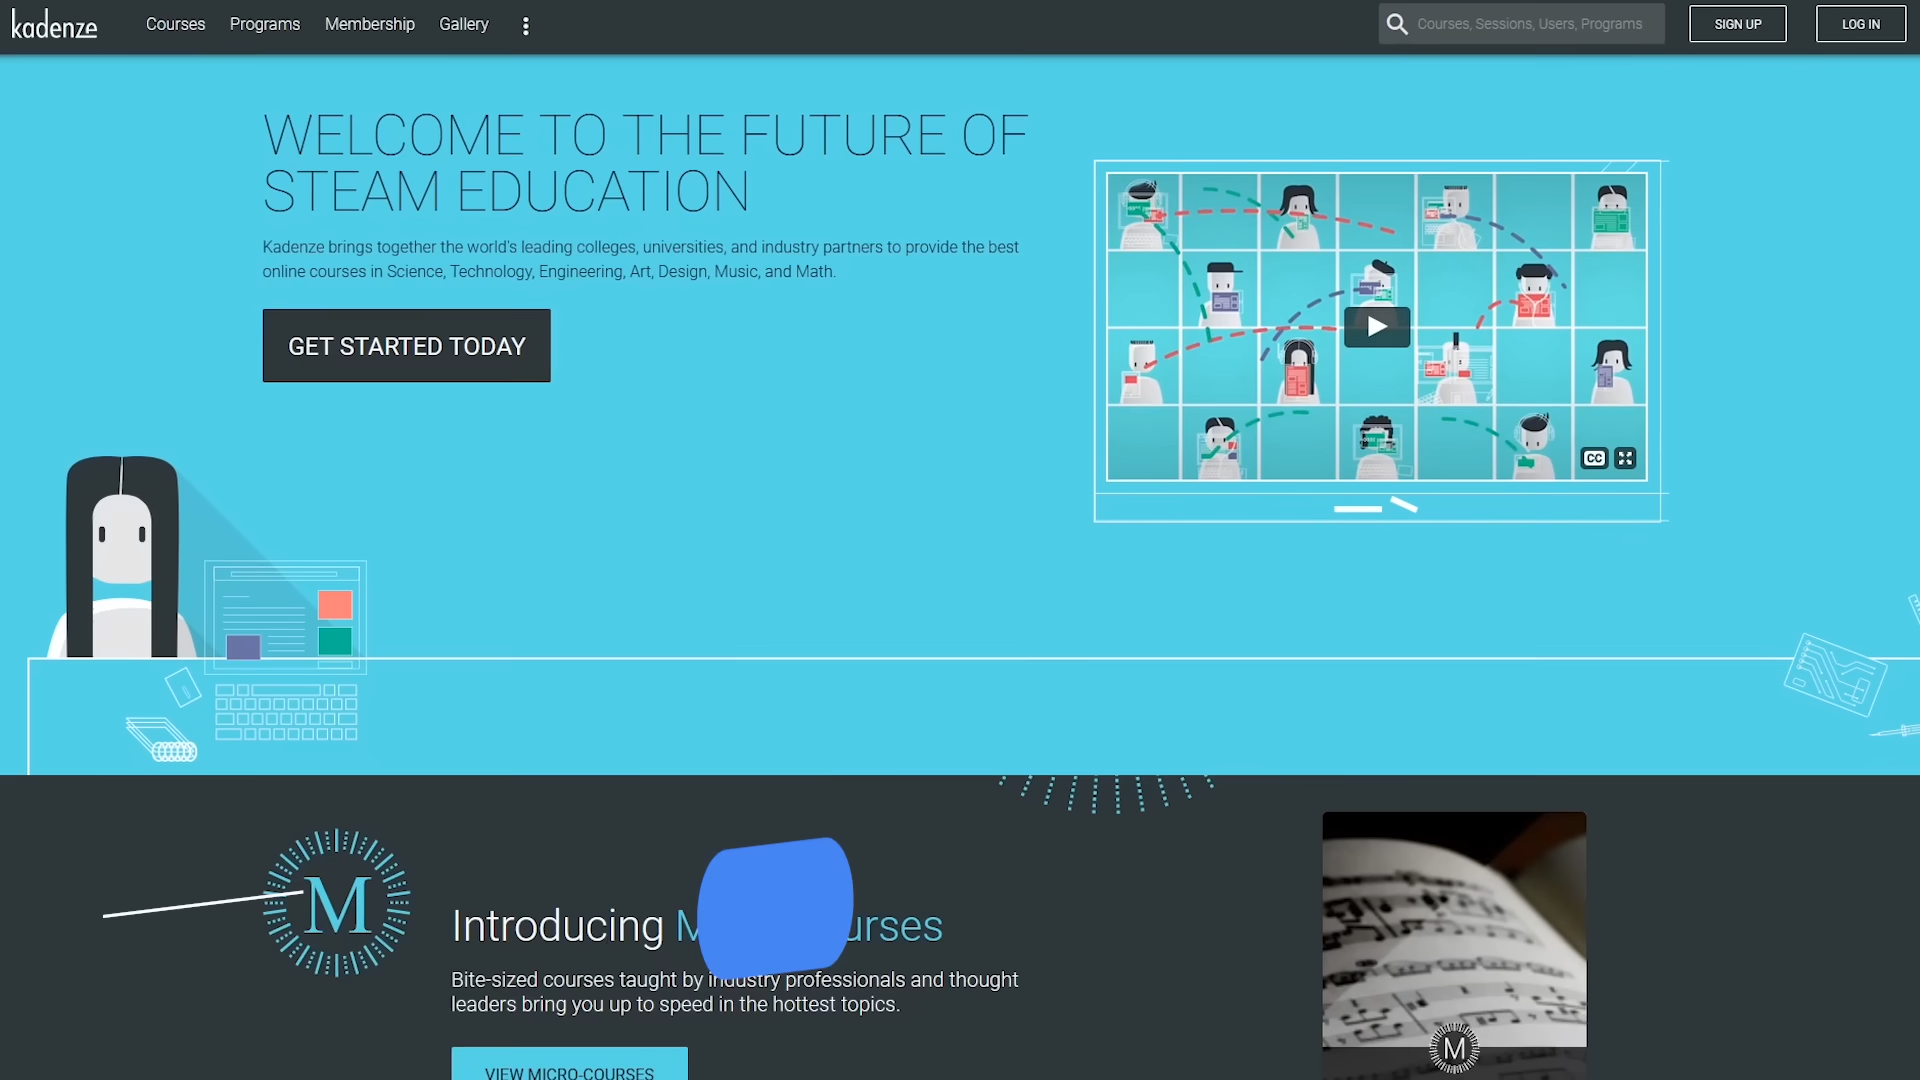 kadenze
Courses Programs Membership Gallery
Courses, Sessions, Users, Programs
SIGN UP
LOG IN
WELCOME TO THE FUTURE OF
STEAM EDUCATION
Kadenze brings together the world's leading colleges, universities, and industry partners to provide the best
online courses in Science, Technology, Engineering, Art, Design, Music, and Math.
GET STARTED TODAY
CC
M
Introducing
Bite-sized courses taught by industry professionals and thought
leaders bring you up to speed in the hottest topics.
VIEW MICRO-COURSES
M